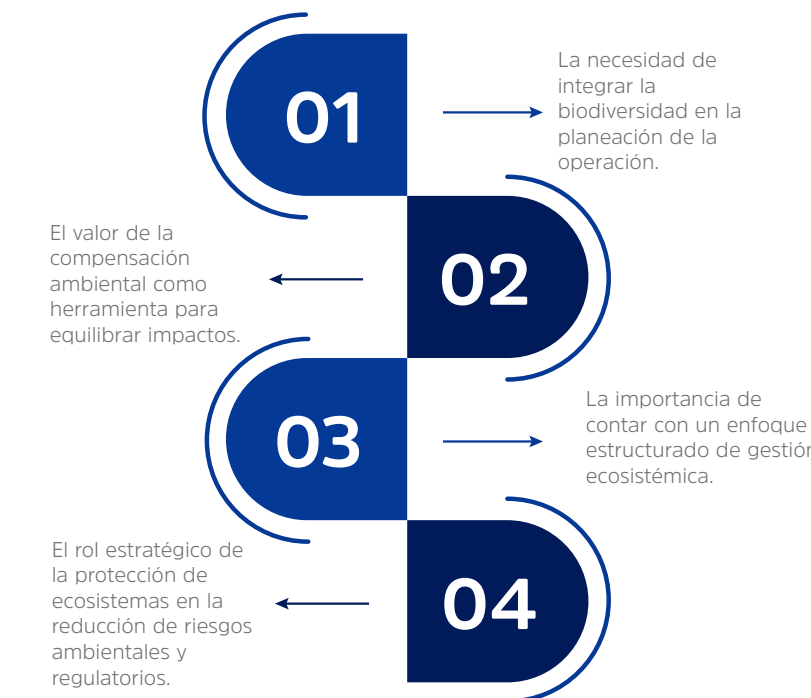 01
La necesidad de
integrar la
biodiversidad en la
planeación de la
operación.
El valor de la
compensación
ambiental como
herramienta para
equilibrar impactos.
02
03
La importancia de
contar con un enfoque
estructurado de gestión
ecosistémica.
El rol estratégico de
la protección de
ecosistemas en la
reducción de riesgos
ambientales y
regulatorios.
04